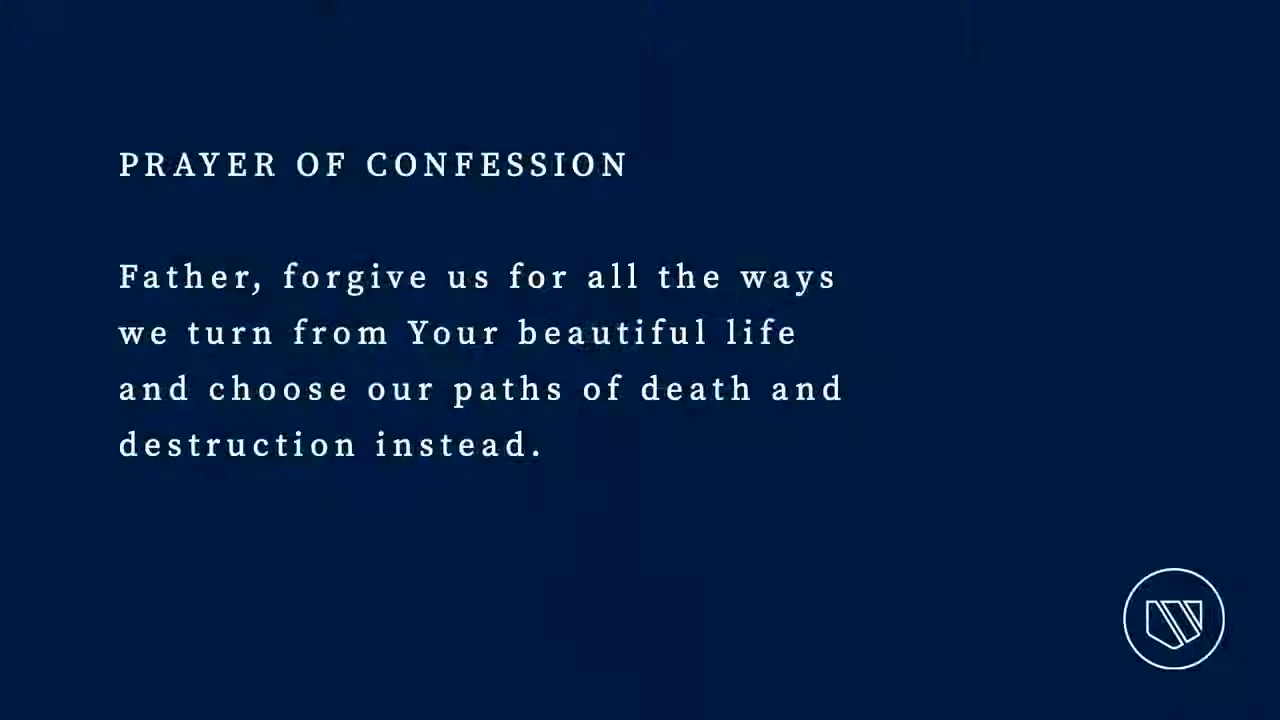 PRAYER OF CONFESSION
Father, forgive us for all the ways
we turn from Your beautiful life
and choose our paths of death and
destruction instead.